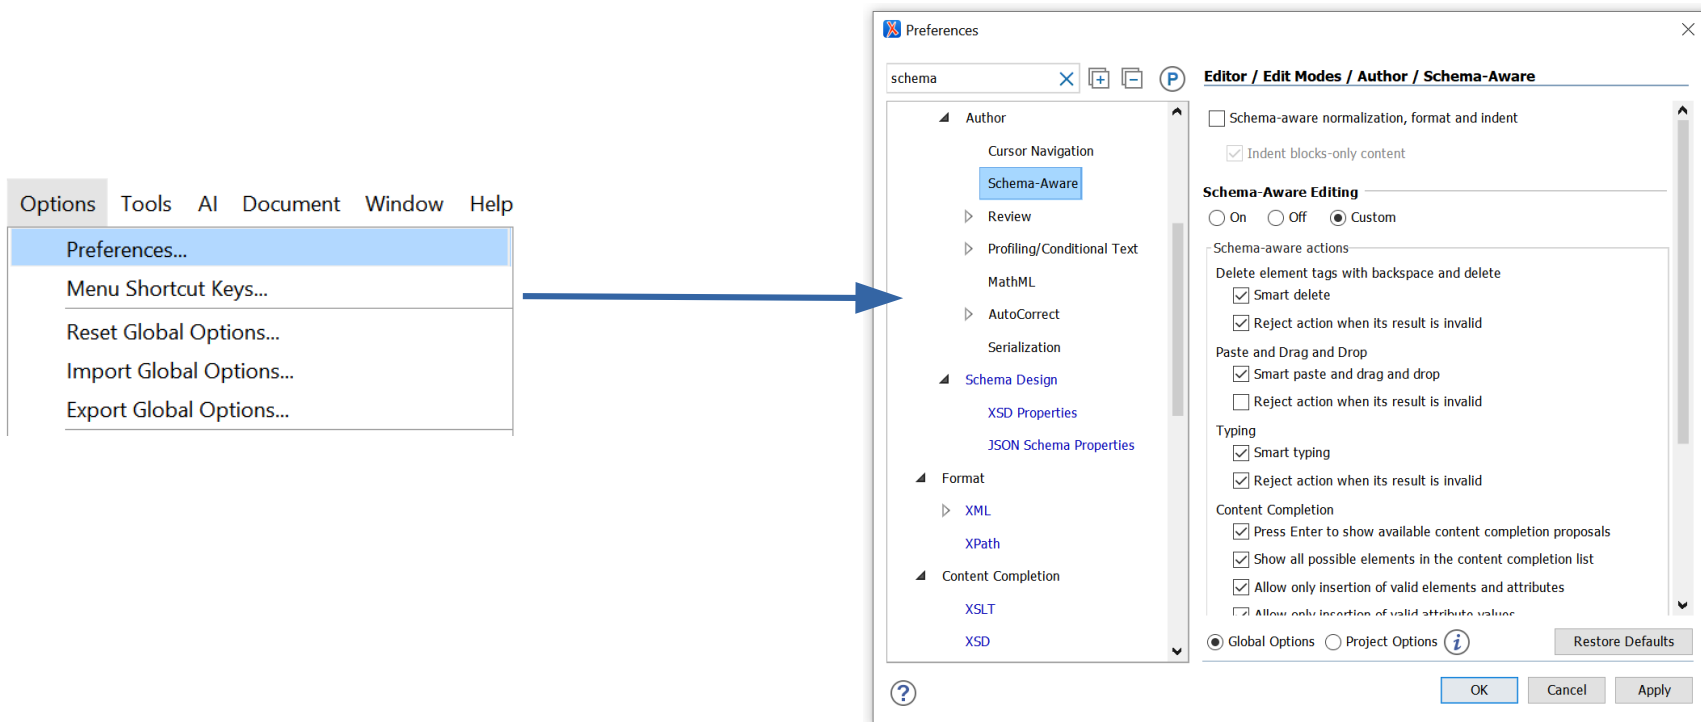 Options Tools AI Document Window Help
Preferences...
Menu Shortcut Keys...
Reset Global Options...
Import Global Options...
Export Global Options...
Preferences
schema
P
Author
Cursor Navigation
Schema-Aware
Review
Profiling/Conditional Text
MathML
AutoCorrect
Serialization
Schema Design
XSD Properties
JSON Schema Properties
Format
XML
XPath
Content Completion
XSLT
XSD
Editor / Edit Modes / Author / Schema-Aware
Schema-aware normalization, format and indent
Indent blocks-only content
Schema-Aware Editing
On Off Custom
Schema-aware actions
Delete element tags with backspace and delete
Smart delete
Reject action when its result is invalid
Paste and Drag and Drop
Smart paste and drag and drop
Reject action when its result is invalid
Typing
Smart typing
Reject action when its result is invalid
Content Completion
Press Enter to show available content completion proposals
Show all possible elements in the content completion list
Allow only insertion of valid elements and attributes
Allow only insertion of valid attribute values
Global Options Project Options i Restore Defaults
? OK Cancel Apply